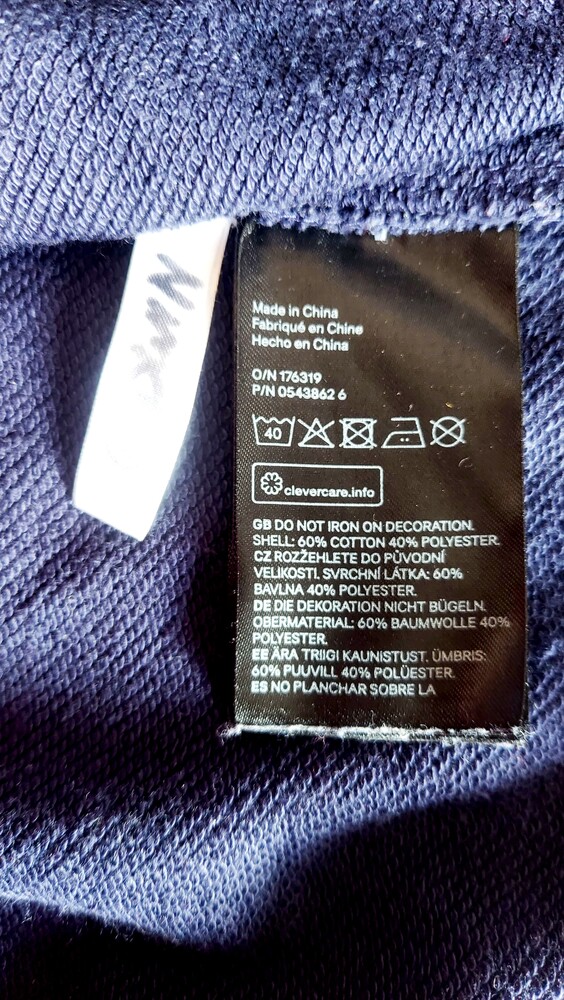 Made in China
Fabriqué en Chine
Hecho en China
O/N 176319
P/N 0543862 6
40
clevercare.info
GB DO NOT IRON ON DECORATION.
SHELL: 60% COTTON 40% POLYESTER.
CZ ROZŽEHLETE DO PŮVODNÍ
VELIKOSTI. SVRCHNÍ LÁTKA: 60%
BAVLNA 40% POLYESTER.
DE DIE DEKORATION NICHT BÜGELN.
OBERMATERIAL: 60% BAUMWOLLE 40%
POLYESTER.
EE ÄRA TRIIGI KAUNISTUST. ÜMBRIS:
60% PUUVILL 40% POLÜESTER.
ES NO PLANCHAR SOBRE LA